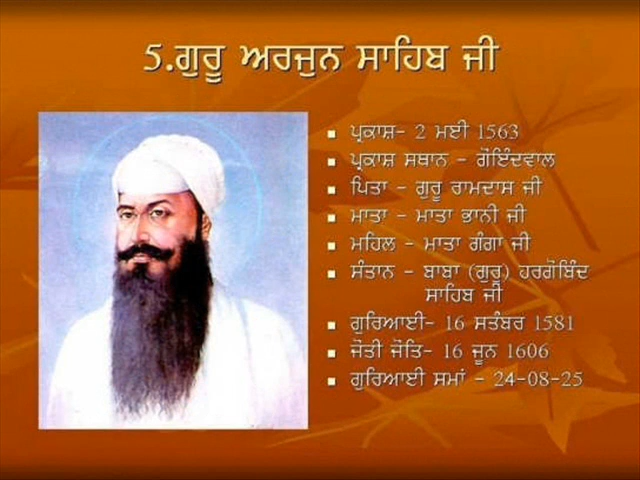 5.ਗੁਰੂ ਅਰਜੁਨ ਸਾਹਿਬ ਜੀ
ਪ੍ਰਕਾਸ਼- 2 ਮਈ 1563
ਪ੍ਰਕਾਸ਼ ਸਥਾਨ - ਗੋਇੰਦਵਾਲ
ਪਿਤਾ - ਗੁਰੂ ਰਾਮਦਾਸ ਜੀ
ਮਾਤਾ - ਮਾਤਾ ਭਾਨੀ ਜੀ
ਮਹਿਲ - ਮਾਤਾ ਗੰਗਾ ਜੀ
ਸੰਤਾਨ - ਬਾਬਾ (ਗੁਰੂ) ਹਰਗੋਬਿੰਦ
ਸਾਹਿਬ ਜੀ
ਗੁਰਿਆਈ- 16 ਸਤੰਬਰ 1581
ਜੋਤੀ ਜੋਤਿ- 16 ਜੂਨ 1606
ਗੁਰਿਆਈ ਸਮਾਂ - 24-08-25